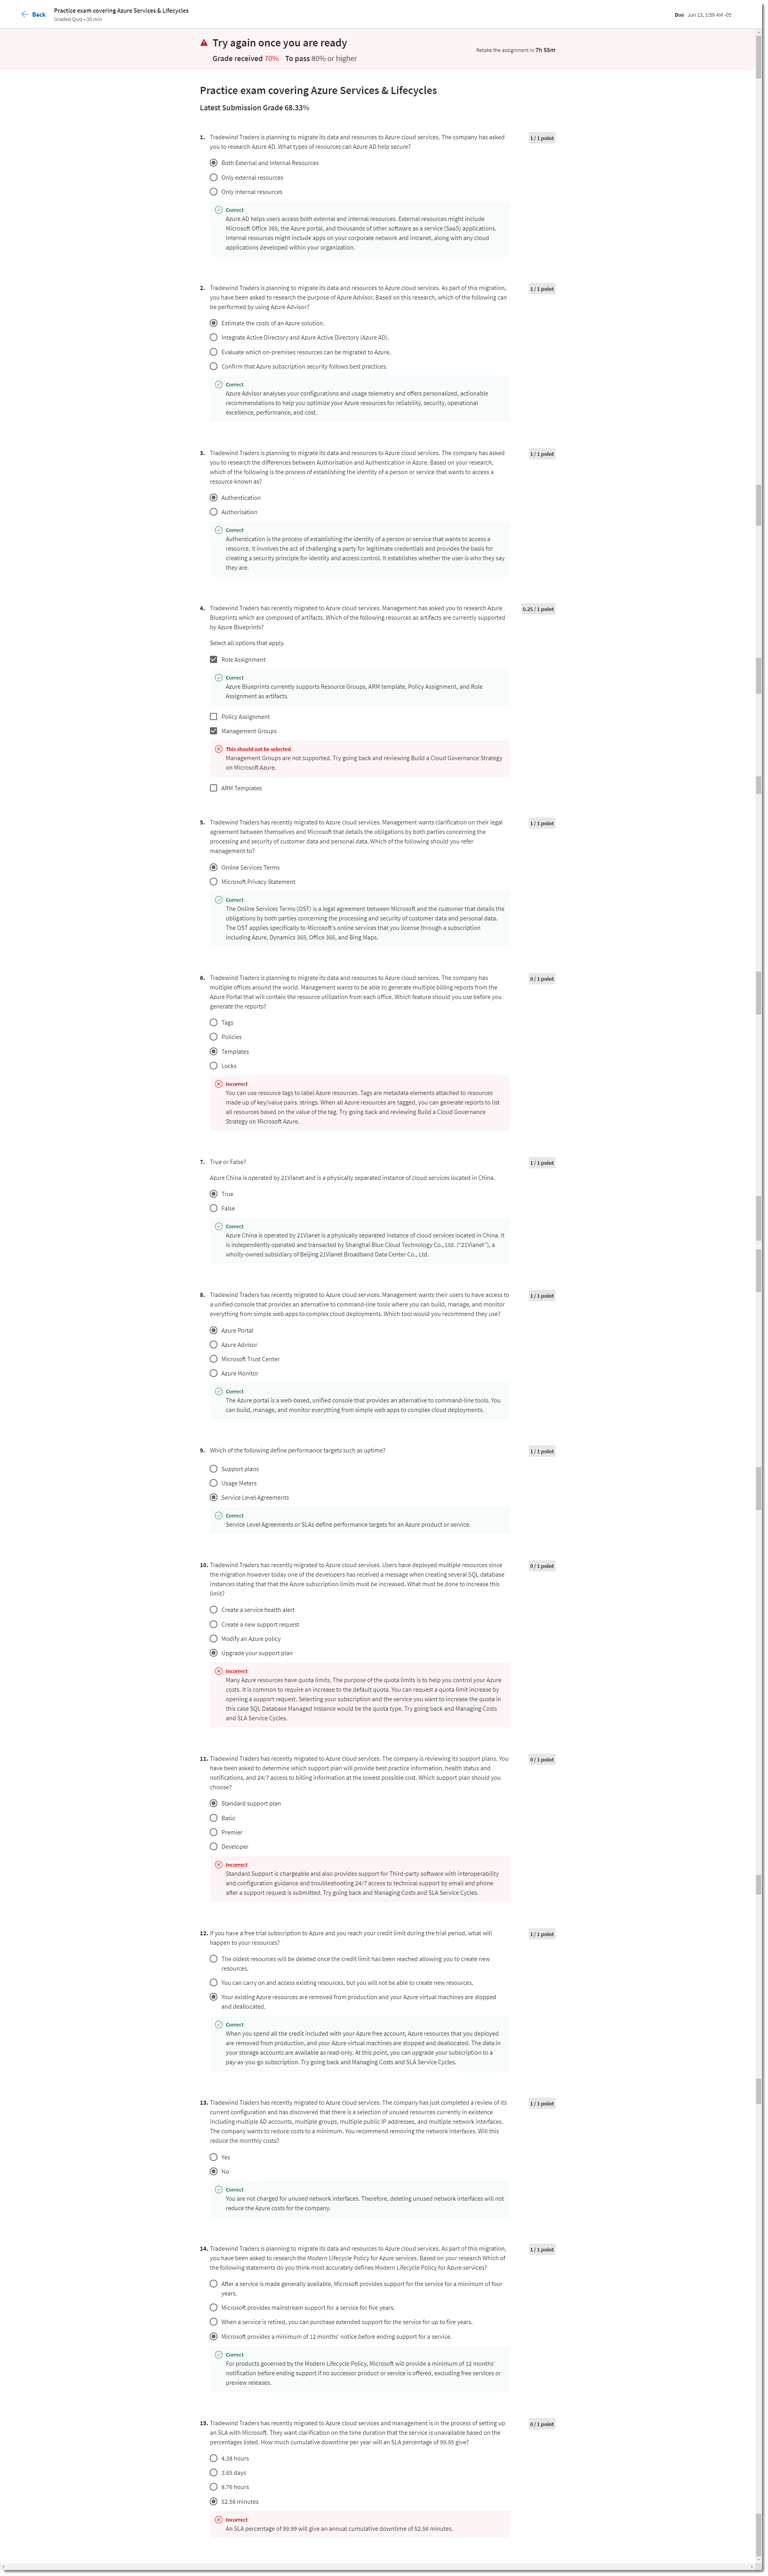 Back
Practice exam covering Azure Services & Lifecycles
Graded Quiz • 30 min
Due Jun 13, 1:59 AM -05
Try again once you are ready
Grade received 70% To pass 80% or higher
Retake the assignment in 7h 55m
Practice exam covering Azure Services & Lifecycles
Latest Submission Grade 68.33%
1. Tradewind Traders is planning to migrate its data and resources to Azure cloud services. The company has asked
you to research Azure AD. What types of resources can Azure AD help secure?
1 / 1 point
Both External and Internal Resources
Only external resources
Only internal resources
Correct
Azure AD helps users access both external and internal resources. External resources might include
Microsoft Office 365, the Azure portal, and thousands of other software as a service (SaaS) applications.
Internal resources might include apps on your corporate network and intranet, along with any cloud
applications developed within your organization.
2. Tradewind Traders is planning to migrate its data and resources to Azure cloud services. As part of this migration,
you have been asked to research the purpose of Azure Advisor. Based on this research, which of the following can
be performed by using Azure Advisor?
1 / 1 point
Estimate the costs of an Azure solution.
Integrate Active Directory and Azure Active Directory (Azure AD).
Evaluate which on-premises resources can be migrated to Azure.
Confirm that Azure subscription security follows best practices.
Correct
Azure Advisor analyses your configurations and usage telemetry and offers personalized, actionable
recommendations to help you optimize your Azure resources for reliability, security, operational
excellence, performance, and cost.
3. Tradewind Traders is planning to migrate its data and resources to Azure cloud services. The company has asked
you to research the differences between Authorisation and Authentication in Azure. Based on your research,
which of the following is the process of establishing the identity of a person or service that wants to access a
resource known as?
1 / 1 point
Authentication
Authorisation
Correct
Authentication is the process of establishing the identity of a person or service that wants to access a
resource. It involves the act of challenging a party for legitimate credentials and provides the basis for
creating a security principle for identity and access control. It establishes whether the user is who they say
they are.
4. Tradewind Traders has recently migrated to Azure cloud services. Management has asked you to research Azure
Blueprints which are composed of artifacts. Which of the following resources as artifacts are currently supported
by Azure Blueprints?
0.25 / 1 point
Select all options that apply.
Role Assignment
Correct
Azure Blueprints currently supports Resource Groups, ARM template, Policy Assignment, and Role
Assignment as artifacts.
Policy Assignment
Management Groups
This should not be selected
Management Groups are not supported. Try going back and reviewing Build a Cloud Governance Strategy
on Microsoft Azure.
ARM Templates
5. Tradewind Traders has recently migrated to Azure cloud services. Management wants clarification on their legal
agreement between themselves and Microsoft that details the obligations by both parties concerning the
processing and security of customer data and personal data. Which of the following should you refer
management to?
1 / 1 point
Online Services Terms
Microsoft Privacy Statement
Correct
The Online Services Terms (OST) is a legal agreement between Microsoft and the customer that details the
obligations by both parties concerning the processing and security of customer data and personal data.
The OST applies specifically to Microsoft's online services that you license through a subscription
including Azure, Dynamics 365, Office 365, and Bing Maps.
6. Tradewind Traders is planning to migrate its data and resources to Azure cloud services. The company has
multiple offices around the world. Management wants to be able to generate multiple billing reports from the
Azure Portal that will contain the resource utilization from each office. Which feature should you use before you
generate the reports?
0 / 1 point
Tags
Policies
Templates
Locks
Incorrect
You can use resource tags to label Azure resources. Tags are metadata elements attached to resources
made up of key/value pairs. strings. When all Azure resources are tagged, you can generate reports to list
all resources based on the value of the tag. Try going back and reviewing Build a Cloud Governance
Strategy on Microsoft Azure.
7. True or False?
1 / 1 point
Azure China is operated by 21Vianet and is a physically separated instance of cloud services located in China.
True
False
Correct
Azure China is operated by 21Vianet is a physically separated instance of cloud services located in China. It
is independently operated and transacted by Shanghai Blue Cloud Technology Co., Ltd. ("21Vianet"), a
wholly-owned subsidiary of Beijing 21Vianet Broadband Data Center Co., Ltd.
8. Tradewind Traders has recently migrated to Azure cloud services. Management wants their users to have access to
a unified console that provides an alternative to command-line tools where you can build, manage, and monitor
everything from simple web apps to complex cloud deployments. Which tool would you recommend they use?
1 / 1 point
Azure Portal
Azure Advisor
Microsoft Trust Center
Azure Monitor
Correct
The Azure portal is a web-based, unified console that provides an alternative to command-line tools. You
can build, manage, and monitor everything from simple web apps to complex cloud deployments.
9. Which of the following define performance targets such as uptime?
1 / 1 point
Support plans
Usage Meters
Service Level Agreements
Correct
Service Level Agreements or SLAs define performance targets for an Azure product or service.
10. Tradewind Traders has recently migrated to Azure cloud services. Users have deployed multiple resources since
the migration however today one of the developers has received a message when creating several SQL database
instances stating that that the Azure subscription limits must be increased. What must be done to increase this
limit?
0 / 1 point
Create a service health alert
Create a new support request
Modify an Azure policy
Upgrade your support plan
Incorrect
Many Azure resources have quota limits. The purpose of the quota limits is to help you control your Azure
costs. It is common to require an increase to the default quota. You can request a quota limit increase by
opening a support request. Selecting your subscription and the service you want to increase the quota in
this case SQL Database Managed Instance would be the quota type. Try going back and Managing Costs
and SLA Service Cycles.
11. Tradewind Traders has recently migrated to Azure cloud services. The company is reviewing its support plans. You
have been asked to determine which support plan will provide best practice information, health status and
notifications, and 24/7 access to billing information at the lowest possible cost. Which support plan should you
choose?
0 / 1 point
Standard support plan
Basic
Premier
Developer
Incorrect
Standard Support is chargeable and also provides support for Third-party software with interoperability
and configuration guidance and troubleshooting 24/7 access to technical support by email and phone
after a support request is submitted. Try going back and Managing Costs and SLA Service Cycles.
12. If you have a free trial subscription to Azure and you reach your credit limit during the trial period, what will
happen to your resources?
1 / 1 point
The oldest resources will be deleted once the credit limit has been reached allowing you to create new
resources.
You can carry on and access existing resources, but you will not be able to create new resources.
Your existing Azure resources are removed from production and your Azure virtual machines are stopped
and deallocated.
Correct
When you spend all the credit included with your Azure free account, Azure resources that you deployed
are removed from production, and your Azure virtual machines are stopped and deallocated. The data in
your storage accounts are available as read-only. At this point, you can upgrade your subscription to a
pay-as-you-go subscription. Try going back and Managing Costs and SLA Service Cycles.
13. Tradewind Traders has recently migrated to Azure cloud services. The company has just completed a review of its
current configuration and has discovered that there is a selection of unused resources currently in existence
including multiple AD accounts, multiple groups, multiple public IP addresses, and multiple network interfaces.
The company wants to reduce costs to a minimum. You recommend removing the network interfaces. Will this
reduce the monthly costs?
1 / 1 point
Yes
No
Correct
You are not charged for unused network interfaces. Therefore, deleting unused network interfaces will not
reduce the Azure costs for the company.
14. Tradewind Traders is planning to migrate its data and resources to Azure cloud services. As part of this migration,
you have been asked to research the Modern Lifecycle Policy for Azure services. Based on your research Which of
the following statements do you think most accurately defines Modern Lifecycle Policy for Azure services?
1 / 1 point
After a service is made generally available, Microsoft provides support for the service for a minimum of four
years.
Microsoft provides mainstream support for a service for five years.
When a service is retired, you can purchase extended support for the service for up to five years.
Microsoft provides a minimum of 12 months' notice before ending support for a service.
Correct
For products governed by the Modern Lifecycle Policy, Microsoft will provide a minimum of 12 months'
notification before ending support if no successor product or service is offered, excluding free services or
preview releases.
15. Tradewind Traders has recently migrated to Azure cloud services and management is in the process of setting up
an SLA with Microsoft. They want clarification on the time duration that the service is unavailable based on the
percentages listed. How much cumulative downtime per year will an SLA percentage of 99.95 give?
0 / 1 point
4.38 hours
3.65 days
8.76 hours
52.56 minutes
Incorrect
An SLA percentage of 99.99 will give an annual cumulative downtime of 52.56 minutes.